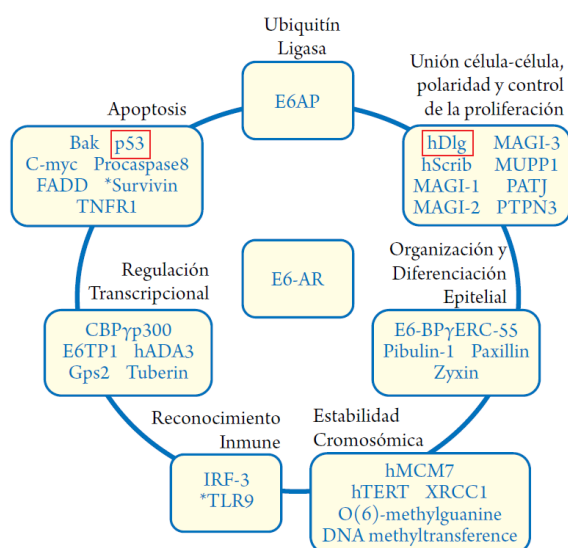 Ubiquitín
Ligasa
E6AP
Unión célula-célula,
polaridad y control
de la proliferación
hDlg MAGI-3
hScrib MUPP1
MAGI-1 PATJ
MAGI-2 PTPN3
Apoptosis
Bak p53
C-myc Procaspase8
FADD *Survivin
TNFR1
E6-AR
Organización y
Diferenciación
Epitelial
E6-BPγERC-55
Pibulin-1 Paxillin
Zyxin
Regulación
Transcripcional
CBPγp300
E6TP1 hADA3
Gps2 Tuberin
Reconocimiento
Inmune
IRF-3
*TLR9
Estabilidad
Cromosómica
hMCM7
hTERT XRCC1
O(6)-methylguanine
DNA methyltransference